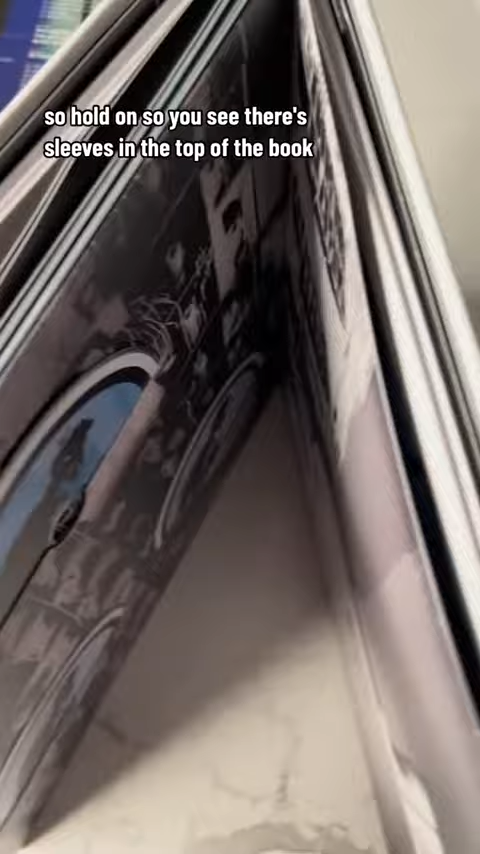 so hold on so you see there's
sleeves in the top of the book